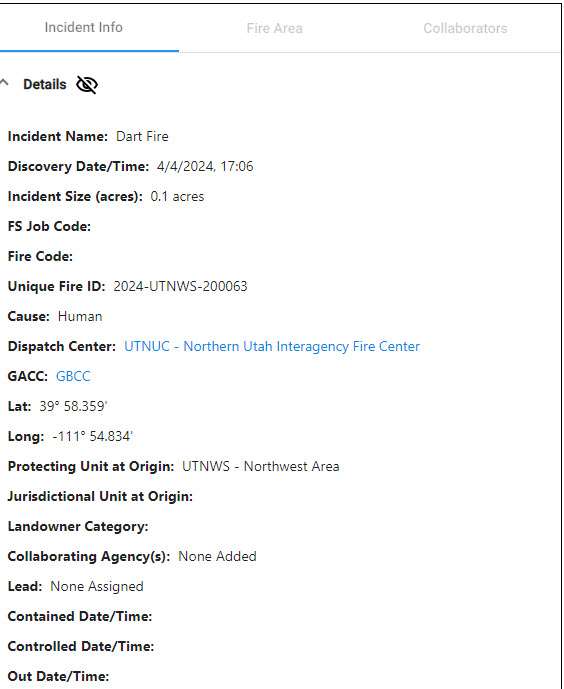 Incident Info Fire Area Collaborators
Details
Incident Name: Dart Fire
Discovery Date/Time: 4/4/2024, 17:06
Incident Size (acres): 0.1 acres
FS Job Code:
Fire Code:
Unique Fire ID: 2024-UTNWS-200063
Cause: Human
Dispatch Center: UTNUC - Northern Utah Interagency Fire Center
GACC: GBCC
Lat: 39° 58.359'
Long: -111° 54.834'
Protecting Unit at Origin: UTNWS - Northwest Area
Jurisdictional Unit at Origin:
Landowner Category:
Collaborating Agency(s): None Added
Lead: None Assigned
Contained Date/Time:
Controlled Date/Time:
Out Date/Time: